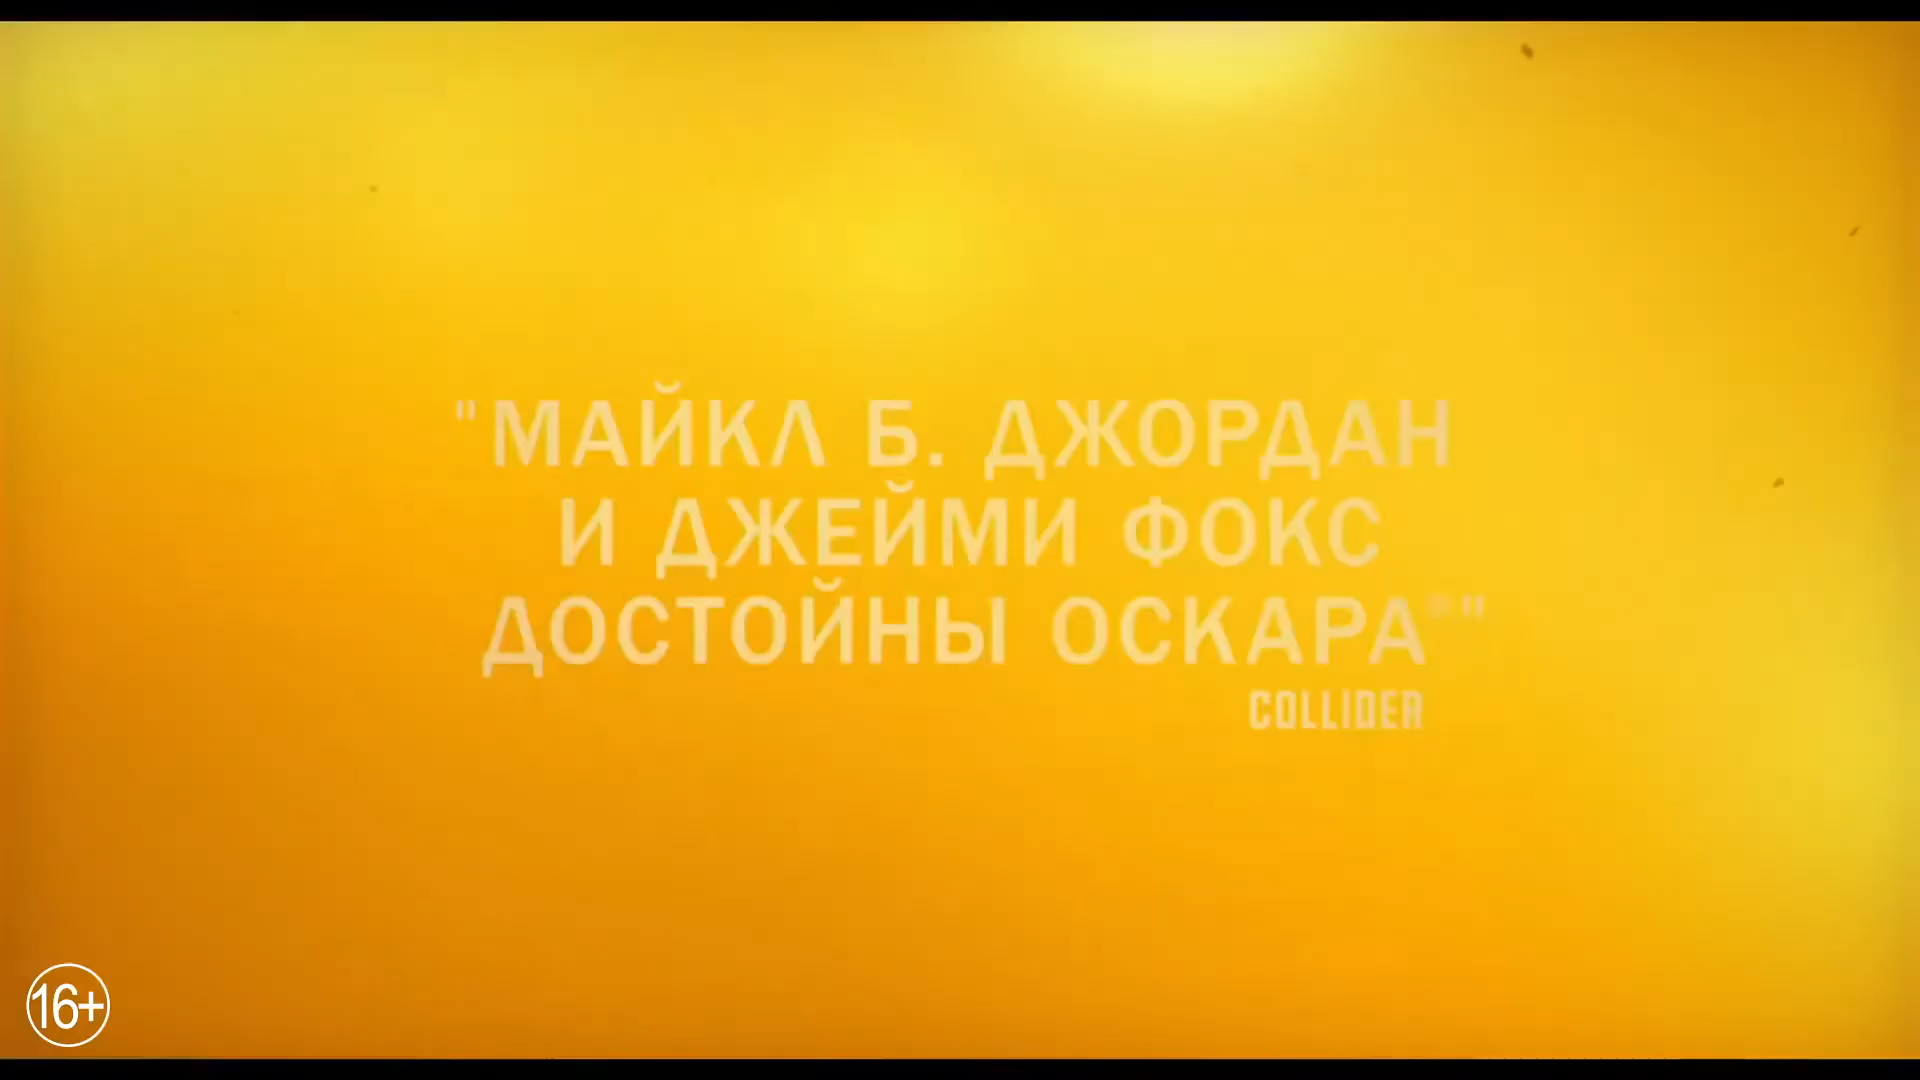 "МАЙКЛ Б. ДЖОРДАН
И ДЖЕЙМИ ФОКС
ДОСТОЙНЫ ОСКАРА®"
COLLIDER
16+